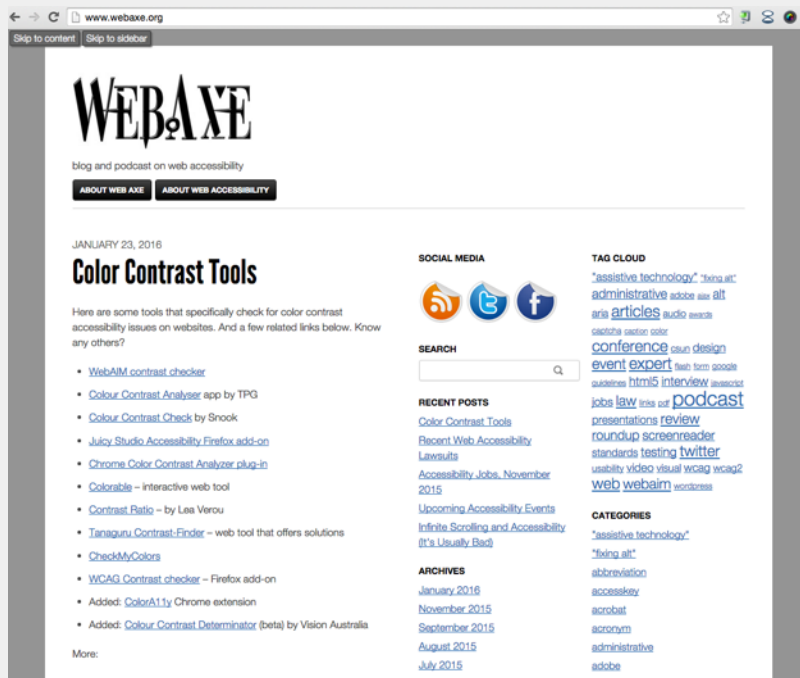 www.webaxe.org
Skip to content Skip to sidebar
WEBAXE
blog and podcast on web accessibility
ABOUT WEB AXE ABOUT WEB ACCESSIBILITY
JANUARY 23, 2016
Color Contrast Tools
Here are some tools that specifically check for color contrast
accessibility issues on websites. And a few related links below. Know
any others?
• WebAIM contrast checker
• Colour Contrast Analyser app by TPG
• Colour Contrast Check by Snook
• Juicy Studio Accessibility Firefox add-on
• Chrome Color Contrast Analyzer plug-in
• Colorable – interactive web tool
• Contrast Ratio – by Lea Verou
• Tanaguru Contrast-Finder – web tool that offers solutions
• CheckMyColors
• WCAG Contrast checker – Firefox add-on
• Added: ColorA11y Chrome extension
• Added: Colour Contrast Determinator (beta) by Vision Australia
More:
SOCIAL MEDIA
SEARCH
RECENT POSTS
Color Contrast Tools
Recent Web Accessibility
Lawsuits
Accessibility Jobs, November
2015
Upcoming Accessibility Events
Infinite Scrolling and Accessibility
(It's Usually Bad)
ARCHIVES
January 2016
November 2015
September 2015
August 2015
July 2015
TAG CLOUD
"assistive technology" "fixing alt"
administrative adobe ajax alt
aria articles audio awards
captcha caption color
conference csun design
event expert flash form google
guidelines html5 interview javascript
jobs law links pdf podcast
presentations review
roundup screenreader
standards testing twitter
usability video visual wcag wcag2
web webaim wordpress
CATEGORIES
"assistive technology"
"fixing alt"
abbreviation
accesskey
acrobat
acronym
administrative
adobe